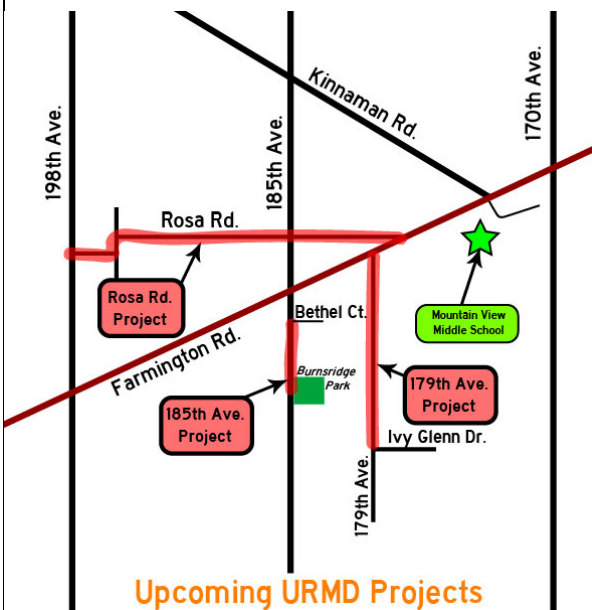 Kinnaman Rd.
170th Ave.
185th Ave.
198th Ave.
Rosa Rd.
Rosa Rd.
Project
Mountain View
Middle School
Bethel Ct.
Farmington Rd.
Burnsridge
Park
179th Ave.
Project
185th Ave.
Project
Ivy Glenn Dr.
179th Ave.
Upcoming URMD Projects